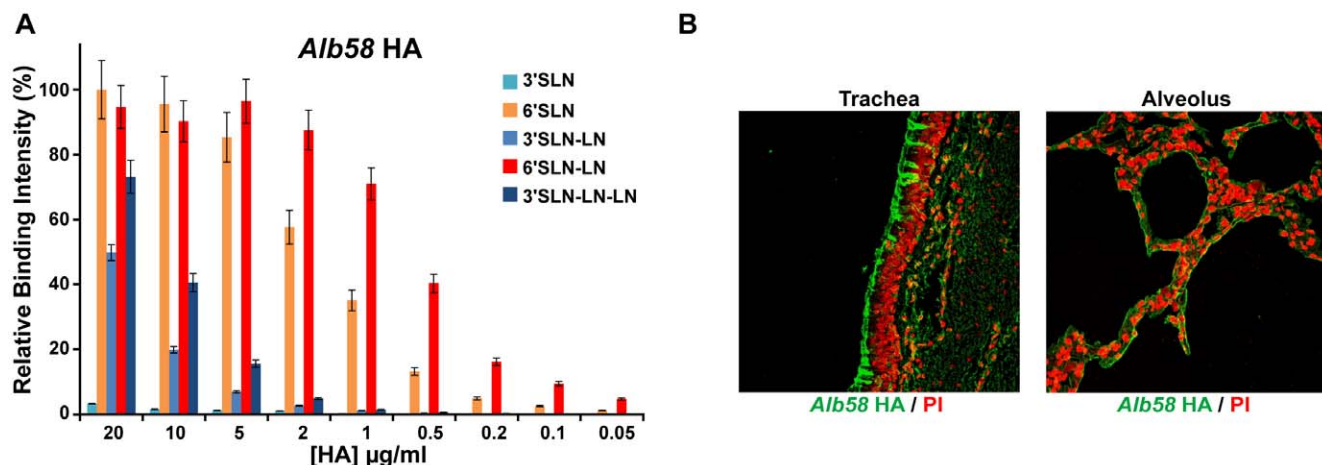 A
Alb58 HA
Relative Binding Intensity (%)
100
80
60
40
20
0
3'SLN
6'SLN
3'SLN-LN
6'SLN-LN
3'SLN-LN-LN
20 10 5 2 1 0.5 0.2 0.1 0.05
[HA] µg/ml
B
Trachea
Alb58 HA / PI
Alveolus
Alb58 HA / PI